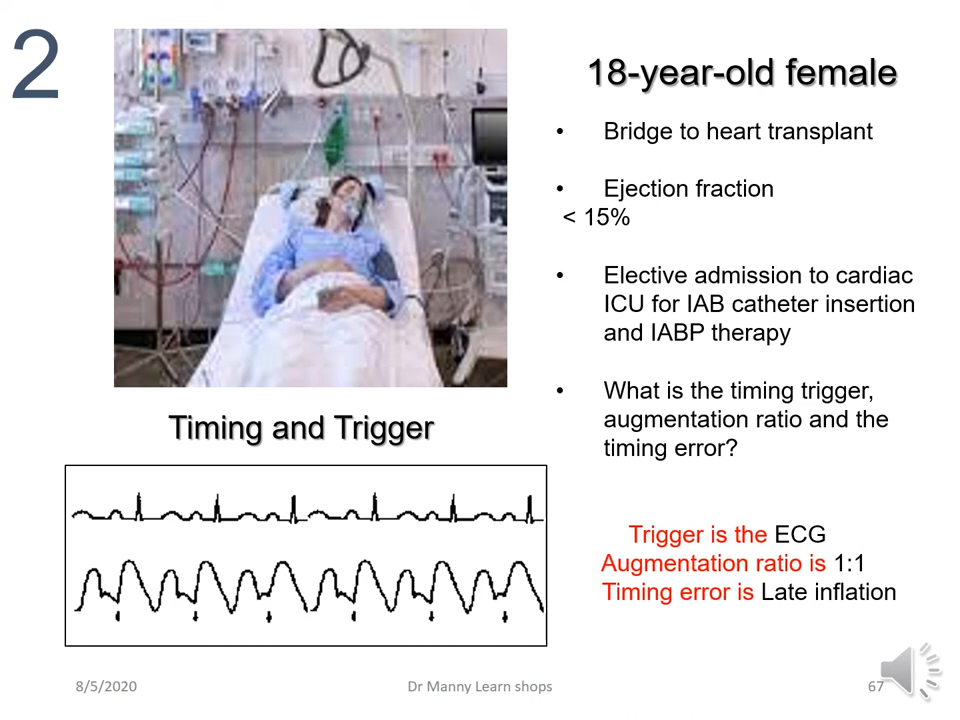 2
18-year-old female
• Bridge to heart transplant
• Ejection fraction
< 15%
• Elective admission to cardiac
ICU for IAB catheter insertion
and IABP therapy
• What is the timing trigger,
augmentation ratio and the
timing error?
Timing and Trigger
Trigger is the ECG
Augmentation ratio is 1:1
Timing error is Late inflation
8/5/2020
Dr Manny Learn shops
67